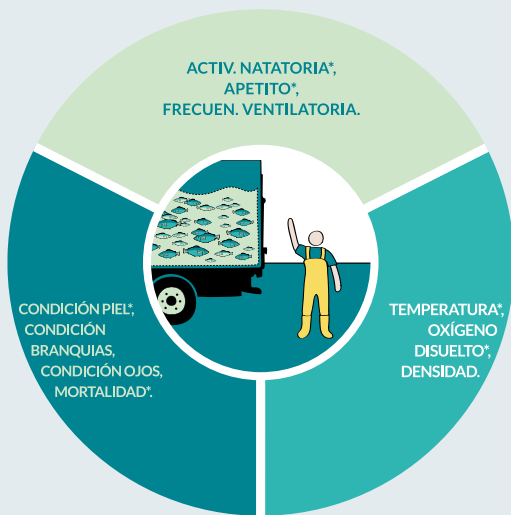 ACTIV. NATATORIA*,
APETITO*,
FRECUEN. VENTILATORIA.
CONDICIÓN PIEL*,
CONDICIÓN
BRANQUIAS,
CONDICIÓN OJOS,
MORTALIDAD*.
TEMPERATURA*,
OXÍGENO
DISUELTO*,
DENSIDAD.